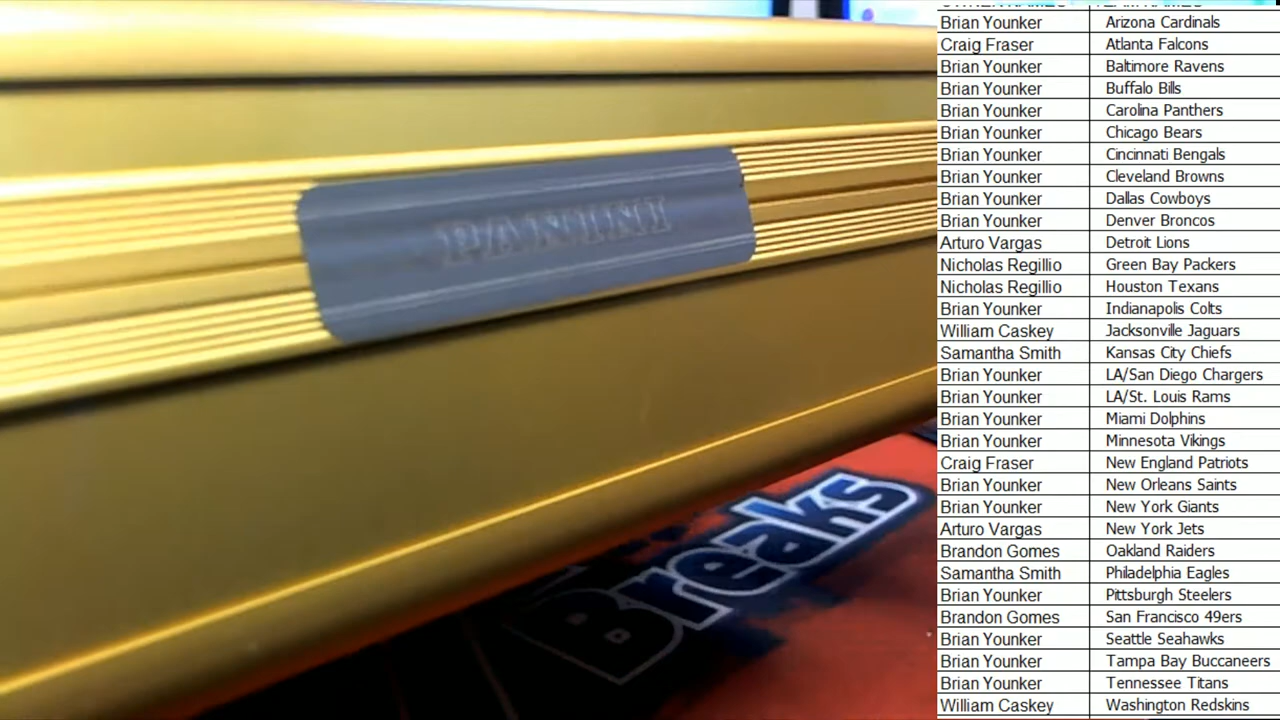 Brian Younker Arizona Cardinals
Craig Fraser Atlanta Falcons
Brian Younker Baltimore Ravens
Brian Younker Buffalo Bills
Brian Younker Carolina Panthers
Brian Younker Chicago Bears
Brian Younker Cincinnati Bengals
Brian Younker Cleveland Browns
Brian Younker Dallas Cowboys
Brian Younker Denver Broncos
Arturo Vargas Detroit Lions
Nicholas Regillio Green Bay Packers
Nicholas Regillio Houston Texans
Brian Younker Indianapolis Colts
William Caskey Jacksonville Jaguars
Samantha Smith Kansas City Chiefs
Brian Younker LA/San Diego Chargers
Brian Younker LA/St. Louis Rams
Brian Younker Miami Dolphins
Brian Younker Minnesota Vikings
Craig Fraser New England Patriots
Brian Younker New Orleans Saints
Brian Younker New York Giants
Arturo Vargas New York Jets
Brandon Gomes Oakland Raiders
Samantha Smith Philadelphia Eagles
Brian Younker Pittsburgh Steelers
Brandon Gomes San Francisco 49ers
Brian Younker Seattle Seahawks
Brian Younker Tampa Bay Buccaneers
Brian Younker Tennessee Titans
William Caskey Washington Redskins
Breaks